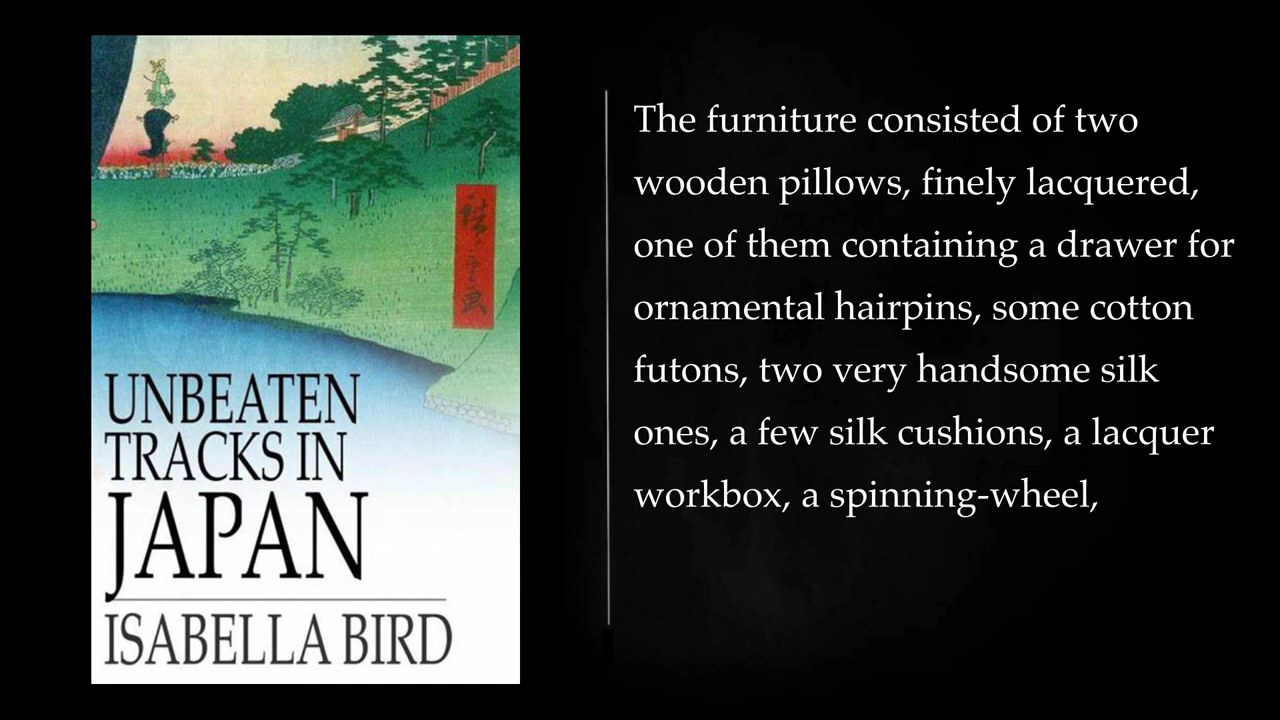 UNBEATEN
TRACKS IN
JAPAN
ISABELLA BIRD
The furniture consisted of two
wooden pillows, finely lacquered,
one of them containing a drawer for
ornamental hairpins, some cotton
futons, two very handsome silk
ones, a few silk cushions, a lacquer
workbox, a spinning-wheel,